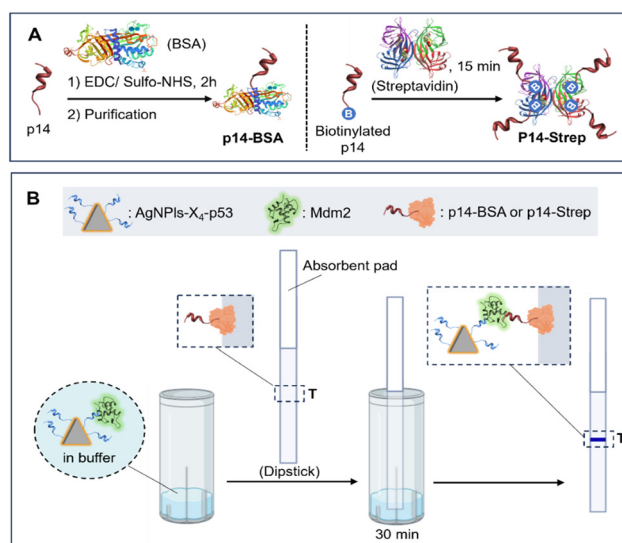 A
(BSA)
1) EDC/ Sulfo-NHS, 2h
2) Purification
p14
p14-BSA
, 15 min
(Streptavidin)
B
Biotinylated
p14
P14-Strep
B
: AgNPls-X₄-p53
: Mdm2
: p14-BSA or p14-Strep
Absorbent pad
T
in buffer
(Dipstick)
30 min
T